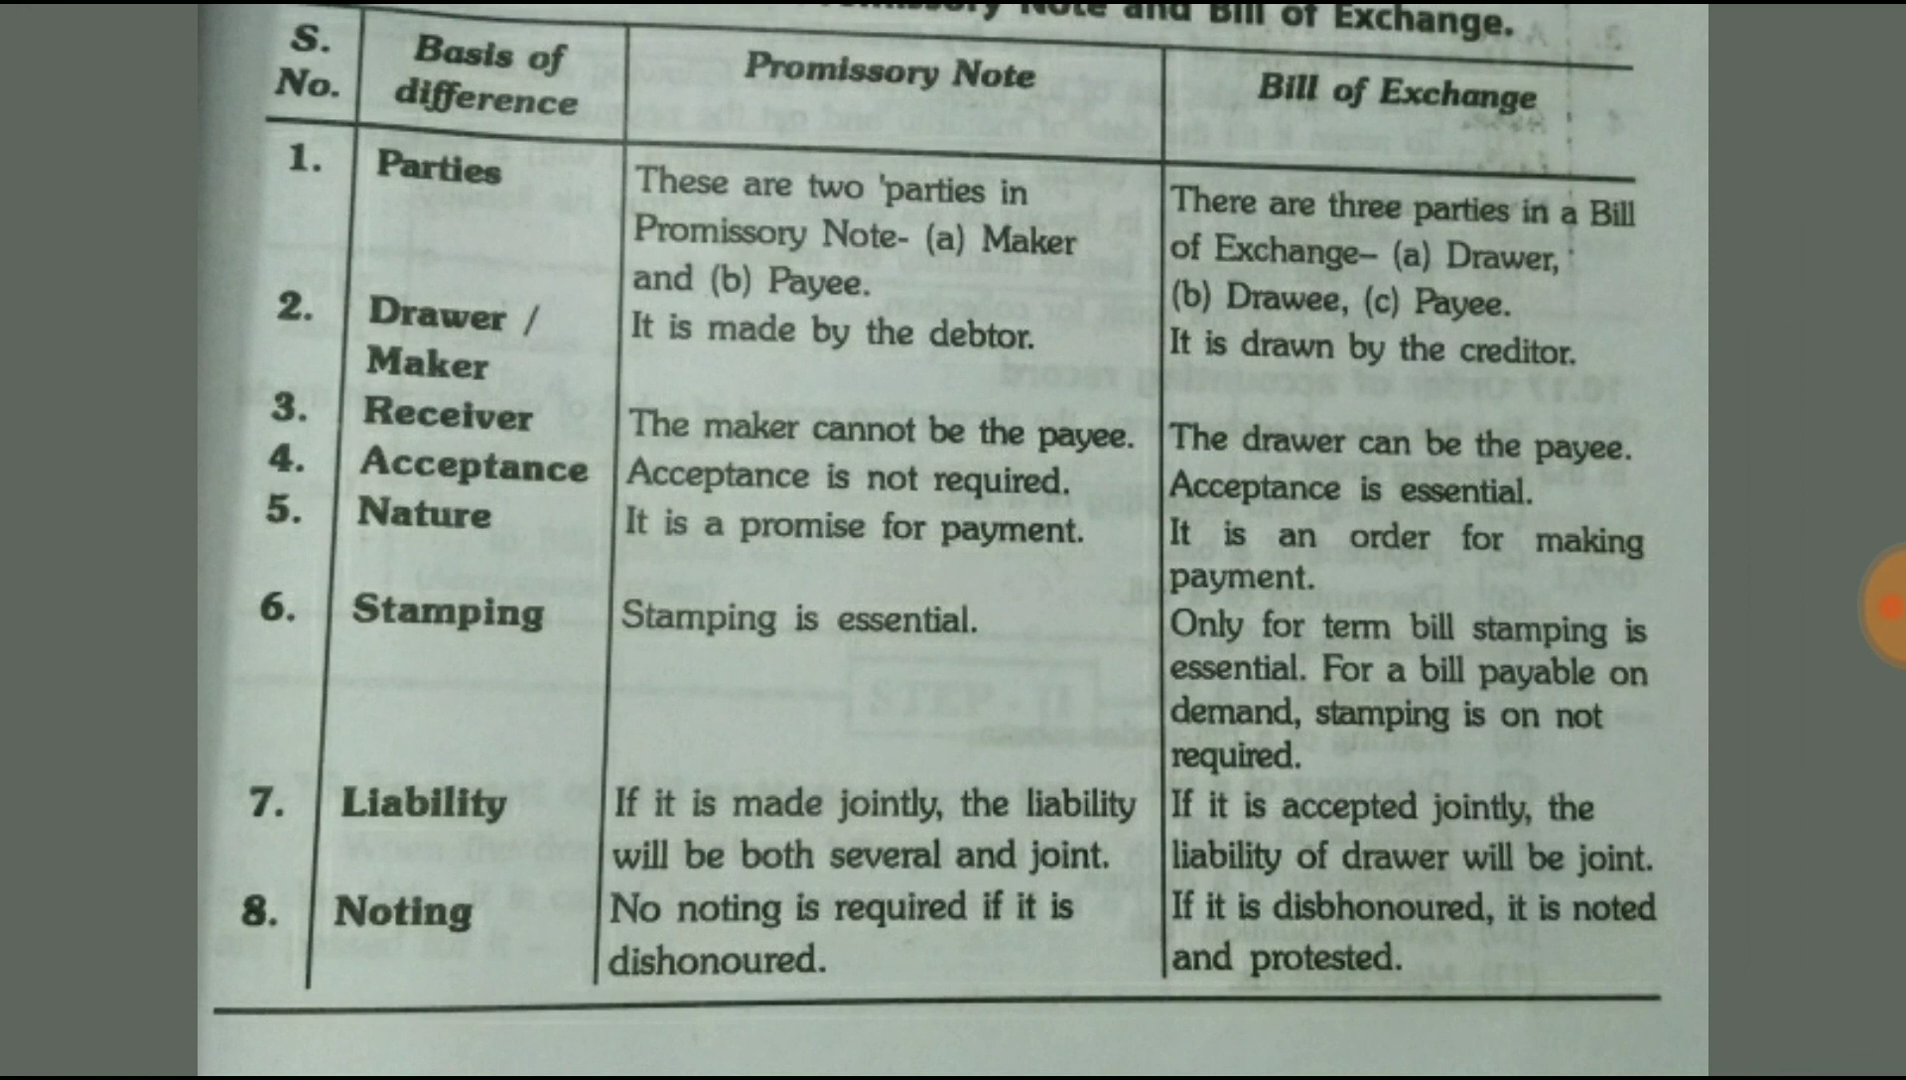 Promissory Note and Bill of Exchange.
S. No. Basis of difference Promissory Note Bill of Exchange
1. Parties
These are two 'parties in
Promissory Note- (a) Maker
and (b) Payee.
There are three parties in a Bill
of Exchange– (a) Drawer,
(b) Drawee, (c) Payee.
2. Drawer /
Maker
It is made by the debtor.
It is drawn by the creditor.
3. Receiver
The maker cannot be the payee.
The drawer can be the payee.
4. Acceptance
Acceptance is not required.
Acceptance is essential.
5. Nature
It is a promise for payment.
It is an order for making
payment.
6. Stamping
Stamping is essential.
Only for term bill stamping is
essential. For a bill payable on
demand, stamping is on not
required.
7. Liability
If it is made jointly, the liability
will be both several and joint.
If it is accepted jointly, the
liability of drawer will be joint.
8. Noting
No noting is required if it is
dishonoured.
If it is disbhonoured, it is noted
and protested.